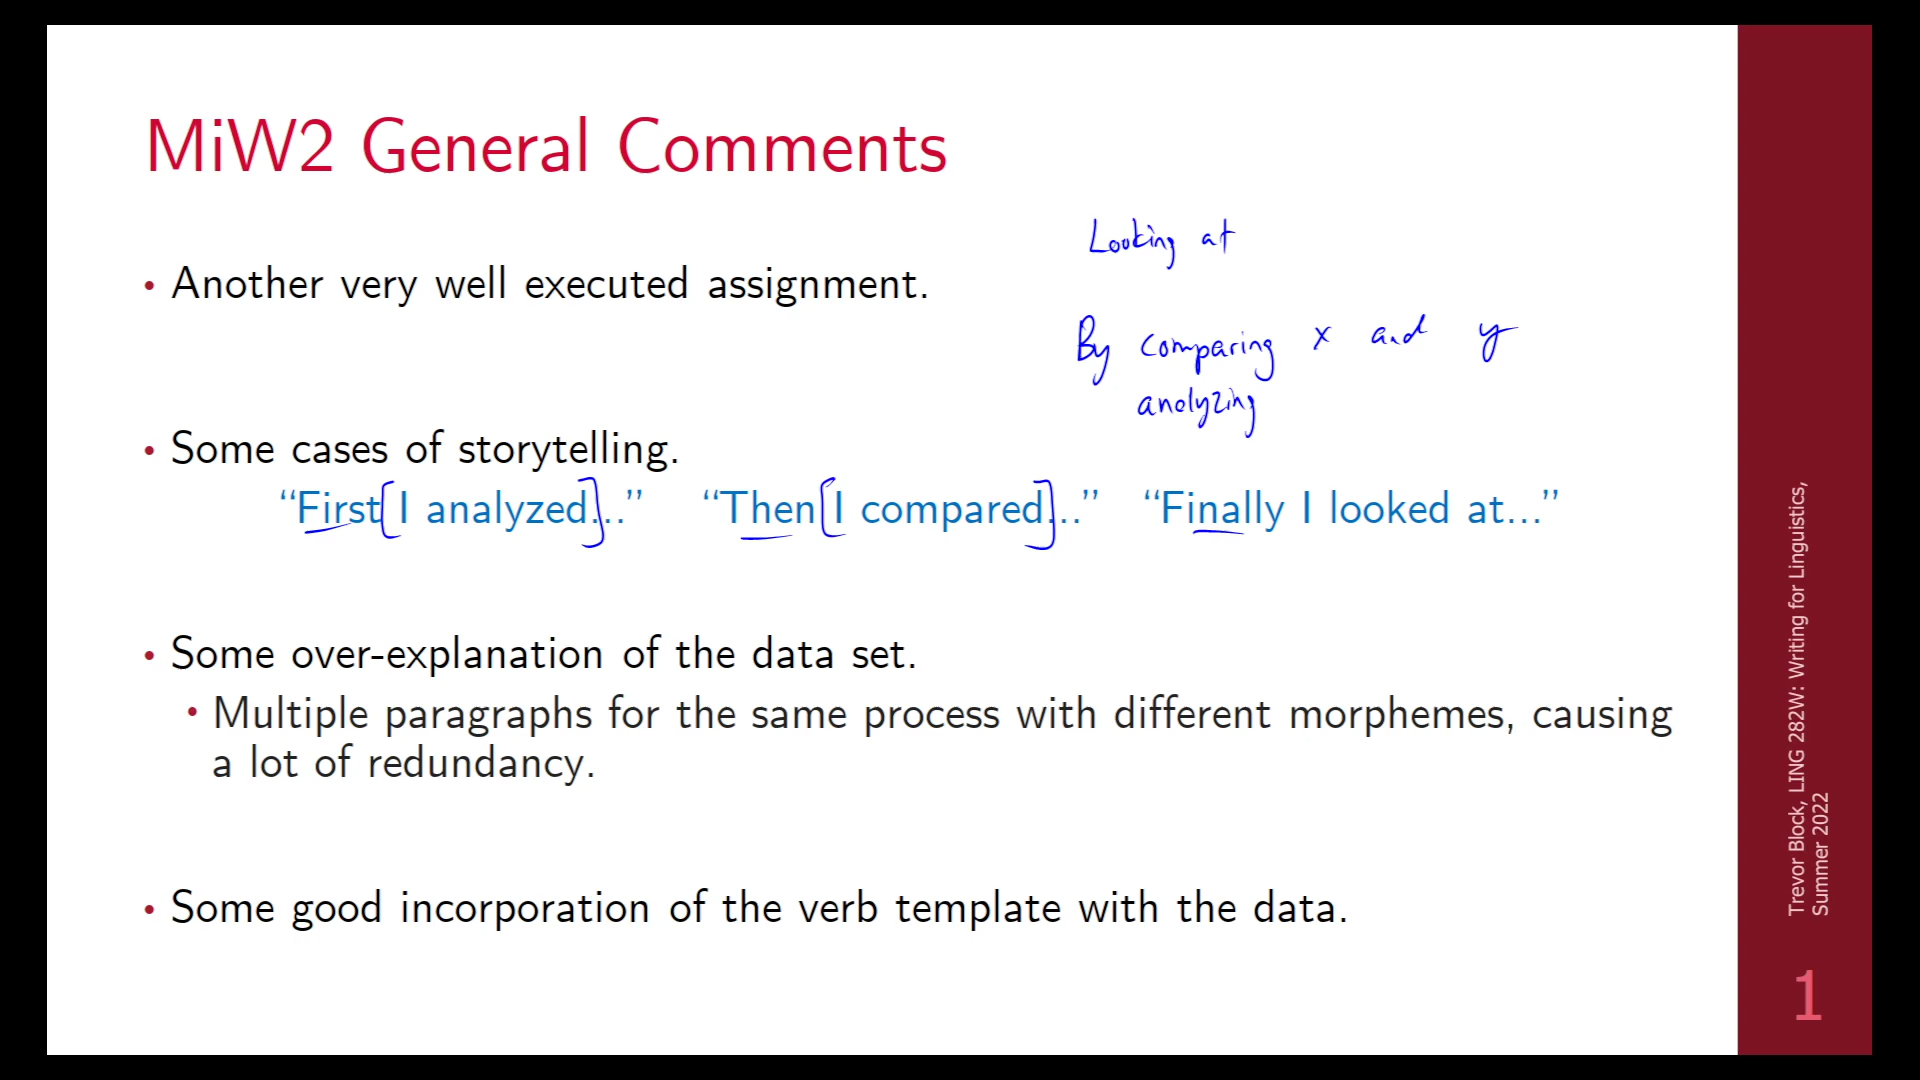 MiW2 General Comments
Looking at
• Another very well executed assignment.
By comparing x and y
analyzing
• Some cases of storytelling.
“First [I analyzed]...” “Then [I compared]...” “Finally I looked at...”
• Some over-explanation of the data set.
• Multiple paragraphs for the same process with different morphemes, causing
a lot of redundancy.
• Some good incorporation of the verb template with the data.
Trevor Block, LING 282W: Writing for Linguistics,
Summer 2022
1